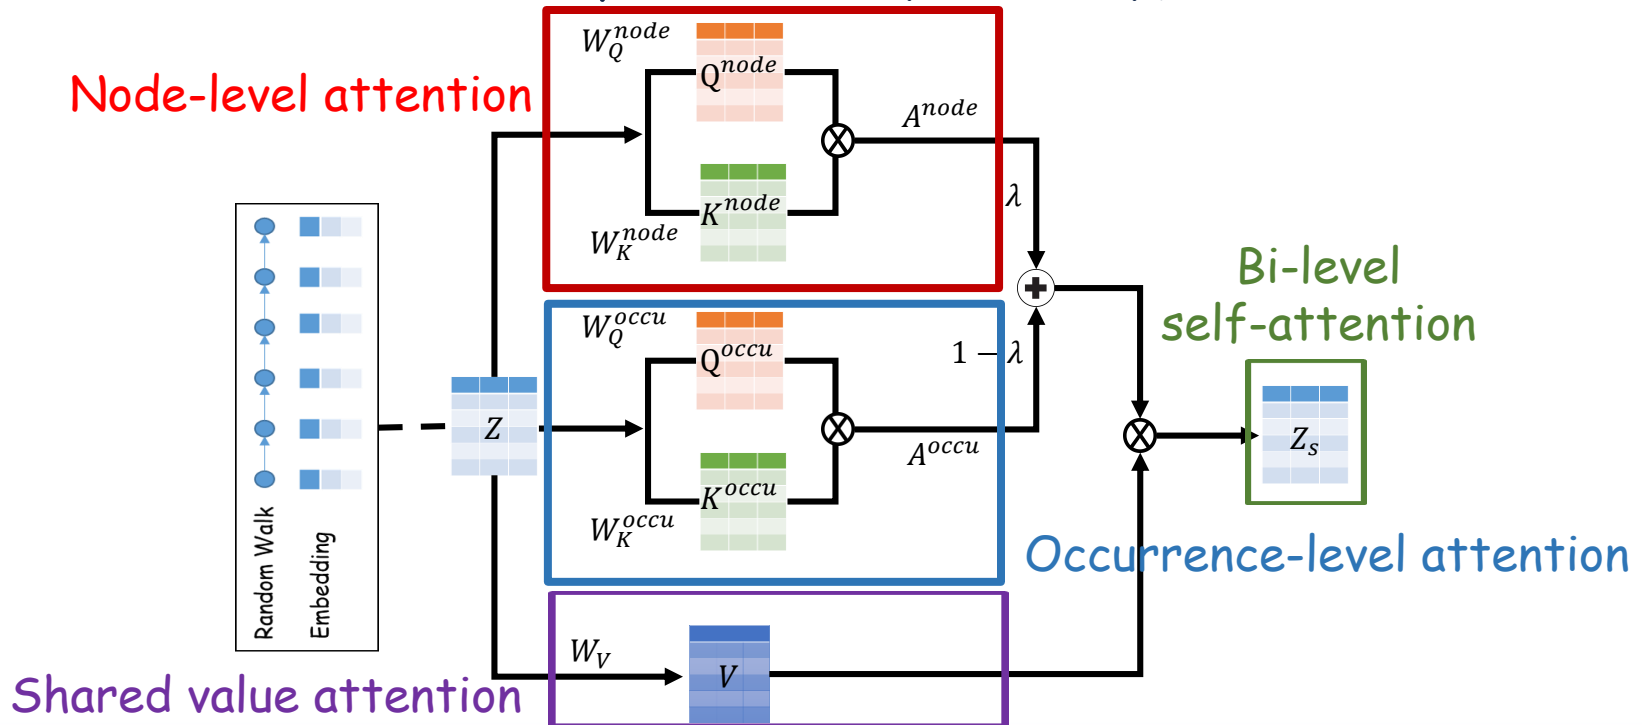 Node-level attention
W_Q^{node}
Q^{node}
K^{node}
W_K^{node}
A^{node}
λ
Random Walk
Embedding
Z
W_Q^{occu}
Q^{occu}
K^{occu}
W_K^{occu}
1 − λ
A^{occu}
Bi-level
self-attention
Z_s
Occurrence-level attention
Shared value attention
W_V
V